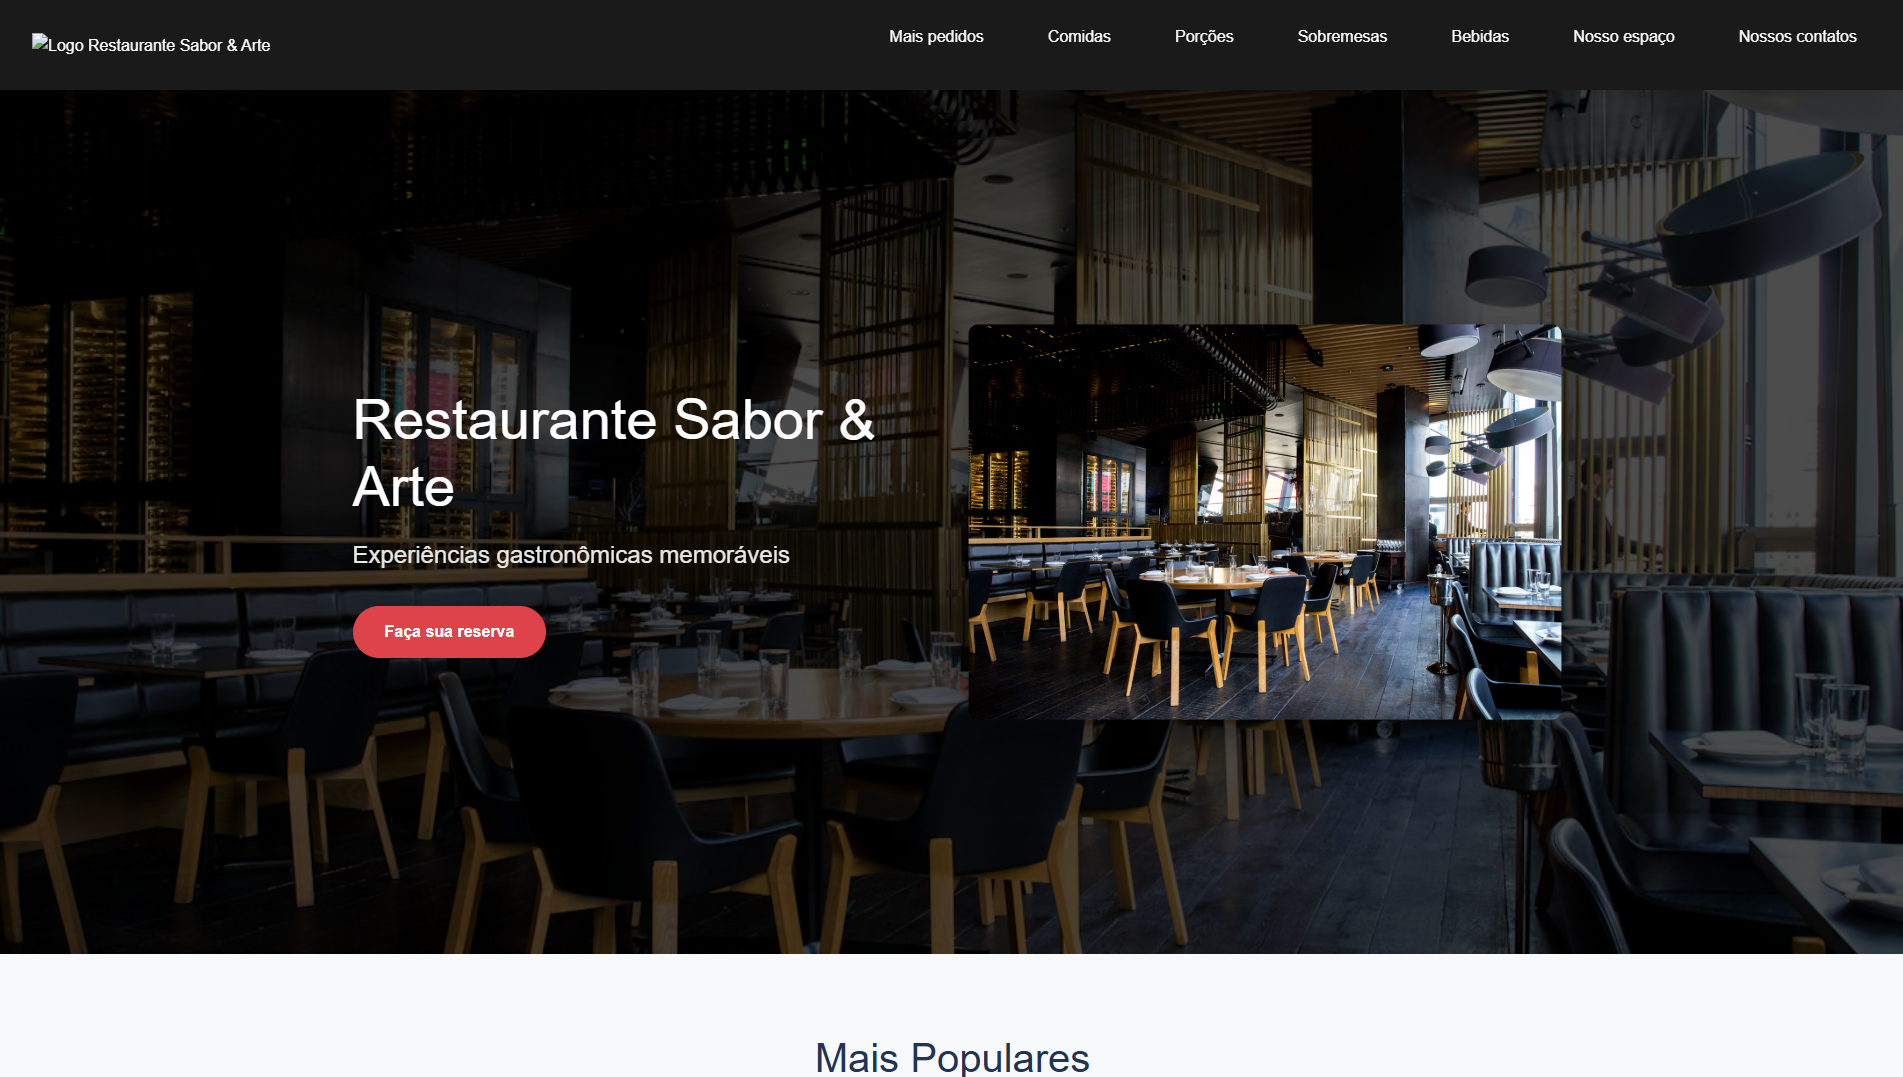 Logo Restaurante Sabor & Arte
Mais pedidos
Comidas
Porções
Sobremesas
Bebidas
Nosso espaço
Nossos contatos
Restaurante Sabor &
Arte
Experiências gastronômicas memoráveis
Faça sua reserva
Mais Populares